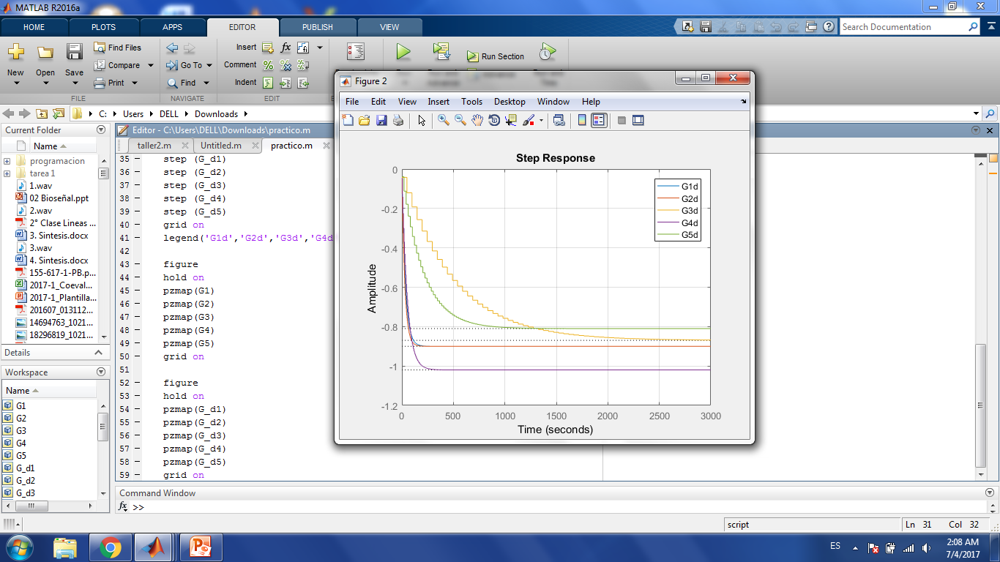 MATLAB R2016a
HOME PLOTS APPS EDITOR PUBLISH VIEW
Search Documentation
New Open Save Find Files Compare Print
FILE
Go To Find
NAVIGATE
Insert fx
Comment
Indent
EDIT
Run Section
C: Users DELL Downloads
Current Folder
Name
programacion
tarea 1
1.wav
02 Bioseñal.ppt
2.wav
2° Clase Lineas ...
3. Sintesis.docx
3.wav
4. Sintesis.docx
155-617-1-PB.p...
2017-1_Coeval...
2017-1_Plantilla...
201607_013112...
14694763_1021...
18296819_1021...
Details
Workspace
Name
G1
G2
G3
G4
G5
G_d1
G_d2
G_d3
Editor - C:\Users\DELL\Downloads\practico.m
taller2.m Untitled.m practico.m
35 step (G_d1)
36 step (G_d2)
37 step (G_d3)
38 step (G_d4)
39 step (G_d5)
40 grid on
41 legend('G1d','G2d','G3d','G4d
42
43 figure
44 hold on
45 pzmap(G1)
46 pzmap(G2)
47 pzmap(G3)
48 pzmap(G4)
49 pzmap(G5)
50 grid on
51
52 figure
53 hold on
54 pzmap(G_d1)
55 pzmap(G_d2)
56 pzmap(G_d3)
57 pzmap(G_d4)
58 pzmap(G_d5)
59 grid on
Figure 2
File Edit View Insert Tools Desktop Window Help
Step Response
G1d
G2d
G3d
G4d
G5d
Amplitude
0
-0.2
-0.4
-0.6
-0.8
-1
-1.2
0 500 1000 1500 2000 2500 3000
Time (seconds)
Command Window
fx >>
script Ln 31 Col 32
ES
2:08 AM
7/4/2017